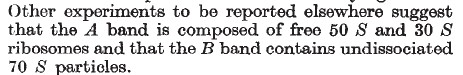 Other experiments to be reported elsewhere suggest
that the A band is composed of free 50 S and 30 S
ribosomes and that the B band contains undissociated
70 S particles.